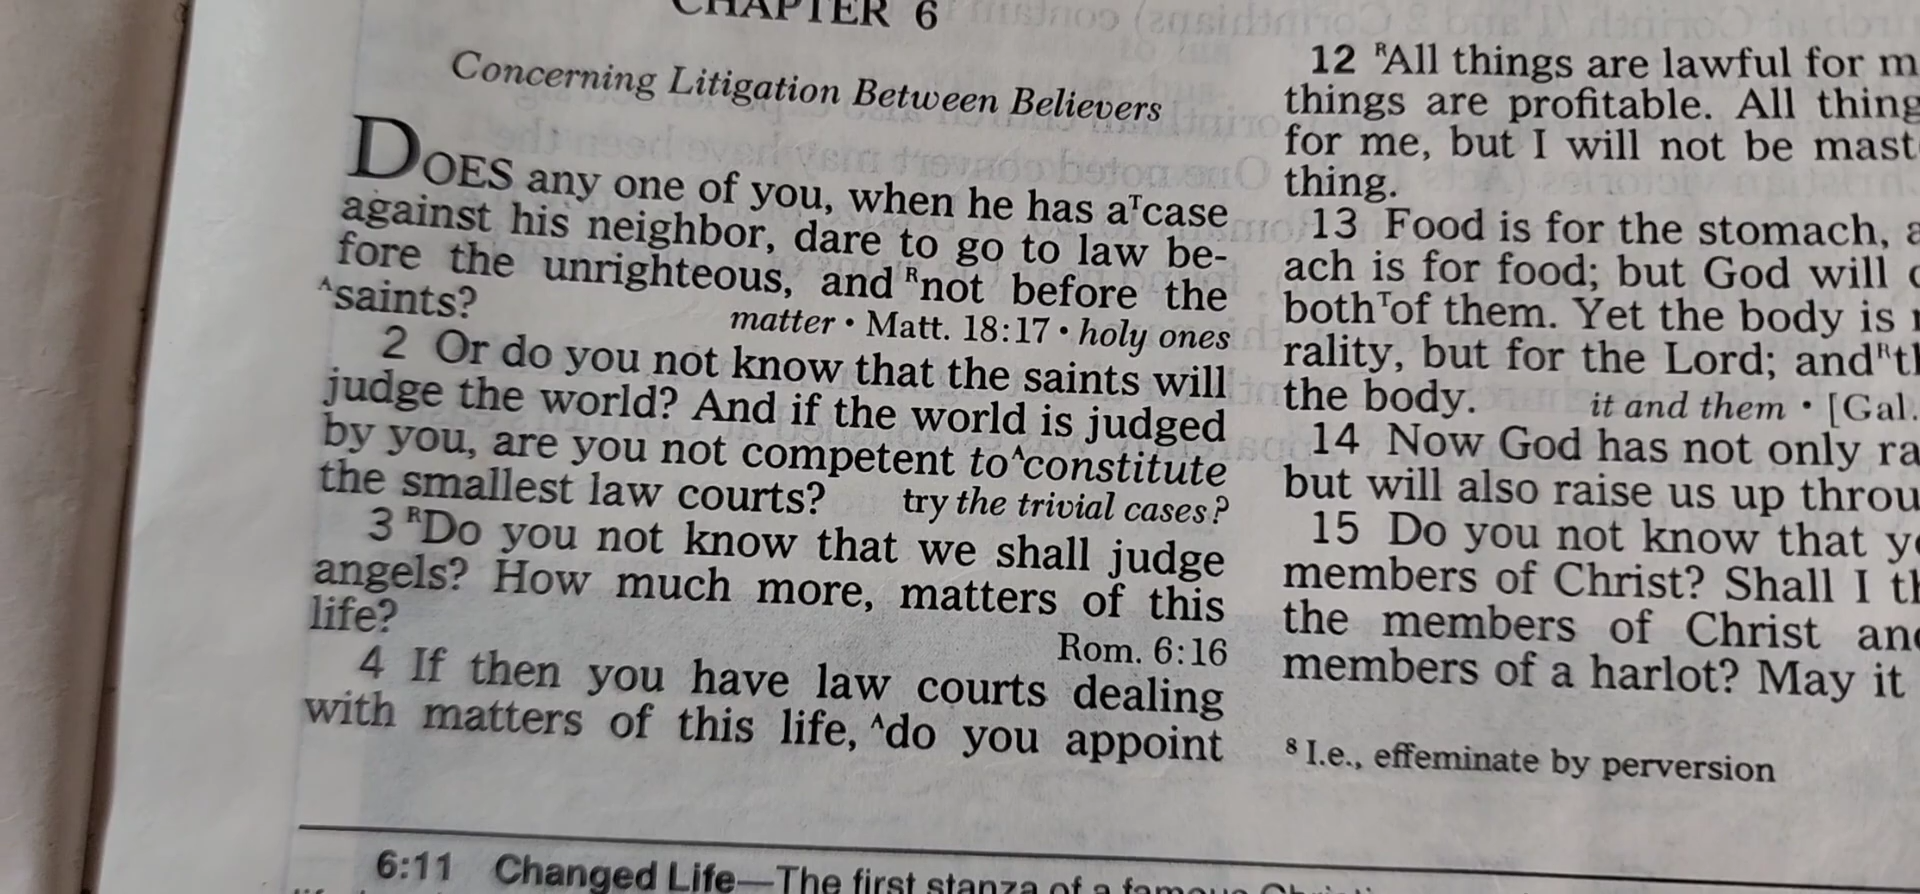 CHAPTER 6
Concerning Litigation Between Believers
DOES any one of you, when he has aᵀcase
against his neighbor, dare to go to law be-
fore the unrighteous, and ᴿnot before the
ᴬsaints? matter • Matt. 18:17 • holy ones
2 Or do you not know that the saints will
judge the world? And if the world is judged
by you, are you not competent toᴬconstitute
the smallest law courts? try the trivial cases?
3 ᴿDo you not know that we shall judge
angels? How much more, matters of this
life? Rom. 6:16
4 If then you have law courts dealing
with matters of this life, ᴬdo you appoint
12 ᴿAll things are lawful for
things are profitable. All
for me, but I will not be
thing.
13 Food is for the stomach,
ach is for food; but God will
bothᵀof them. Yet the body is
rality, but for the Lord; andᴿ
the body. it and them • [Gal.
14 Now God has not only
but will also raise us up
15 Do you not know that
members of Christ? Shall I
the members of Christ
members of a harlot? May it
⁸ I.e., effeminate by perversion
6:11 Changed Life—The first stanza of a